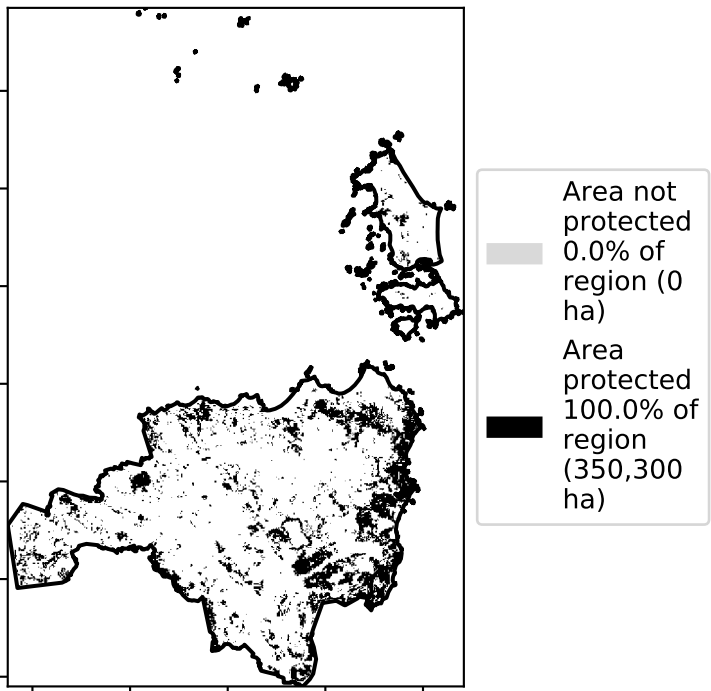 Area not
protected
0.0% of
region (0
ha)
Area
protected
100.0% of
region
(350,300
ha)